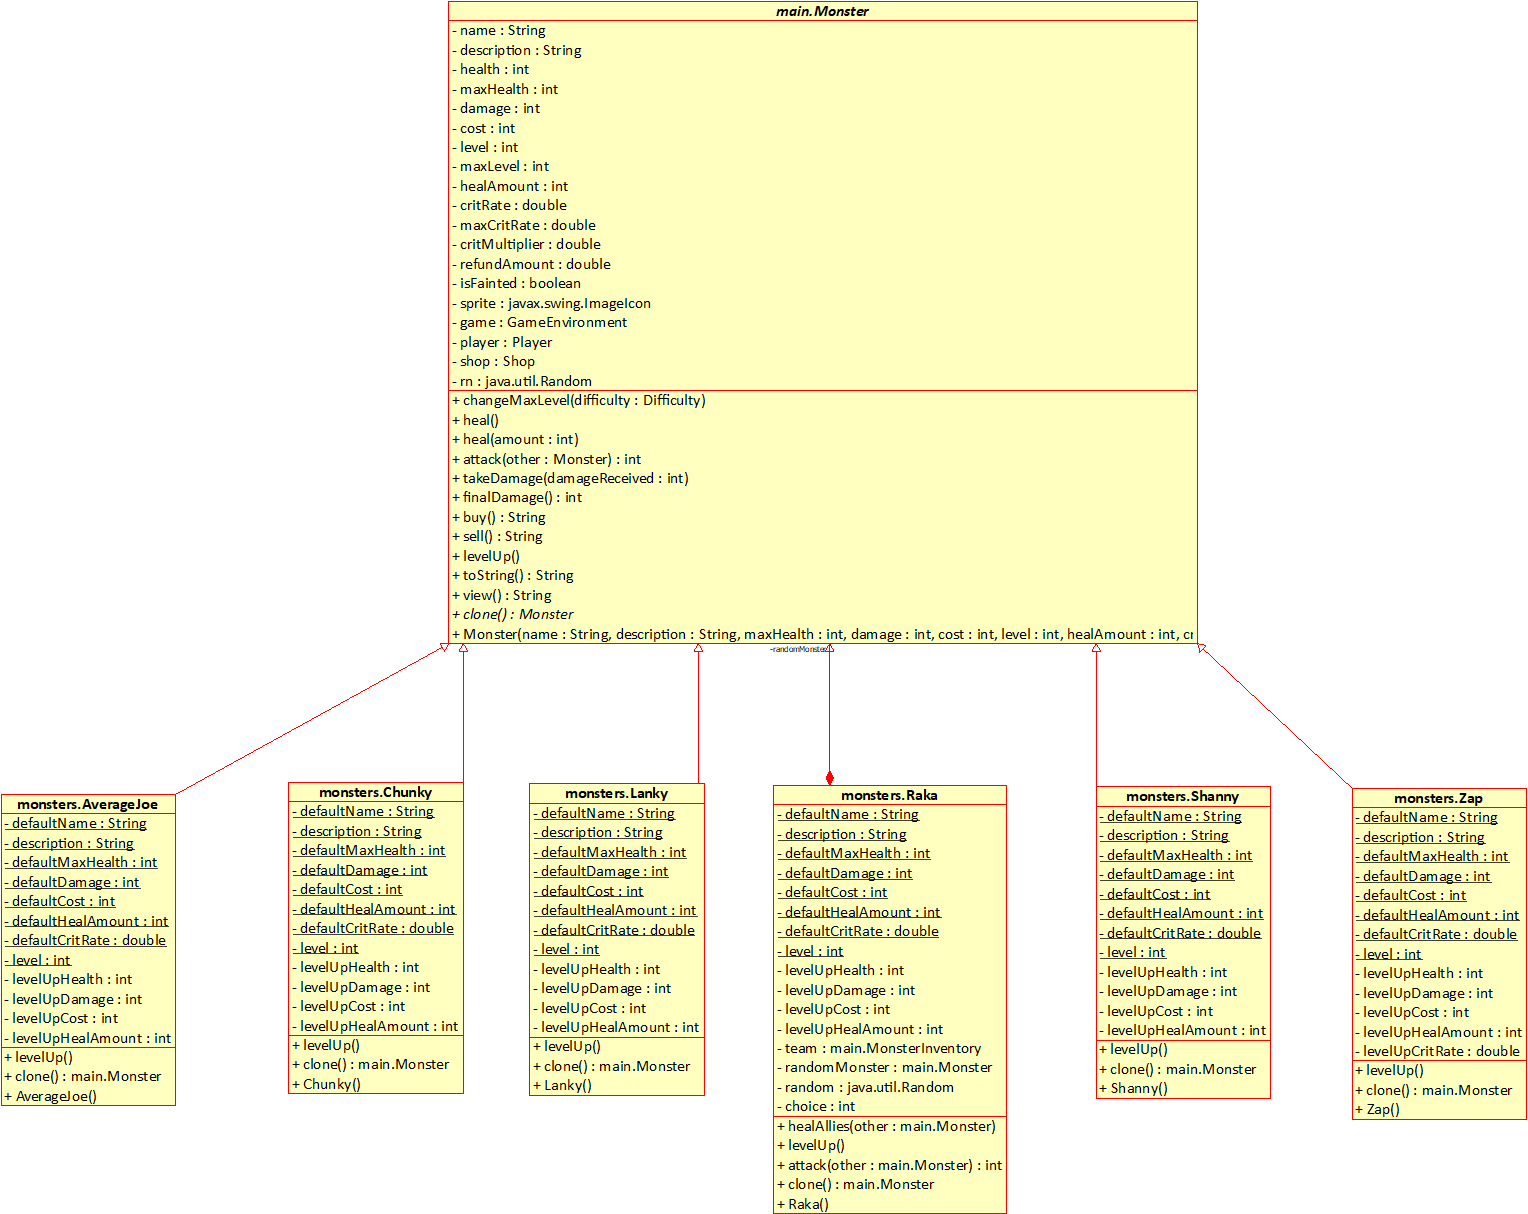 main.Monster
- name : String
- description : String
- health : int
- maxHealth : int
- damage : int
- cost : int
- level : int
- maxLevel : int
- healAmount : int
- critRate : double
- maxCritRate : double
- critMultiplier : double
- refundAmount : double
- isFainted : boolean
- sprite : javax.swing.ImageIcon
- game : GameEnvironment
- player : Player
- shop : Shop
- rn : java.util.Random
+ changeMaxLevel(difficulty : Difficulty)
+ heal()
+ heal(amount : int)
+ attack(other : Monster) : int
+ takeDamage(damageReceived : int)
+ finalDamage() : int
+ buy() : String
+ sell() : String
+ levelUp()
+ toString() : String
+ view() : String
+ clone() : Monster
+ Monster(name : String, description : String, maxHealth : int, damage : int, cost : int, level : int, healAmount : int, cr
-randomMonster
monsters.AverageJoe
- defaultName : String
- description : String
- defaultMaxHealth : int
- defaultDamage : int
- defaultCost : int
- defaultHealAmount : int
- defaultCritRate : double
- level : int
- levelUpHealth : int
- levelUpDamage : int
- levelUpCost : int
- levelUpHealAmount : int
+ levelUp()
+ clone() : main.Monster
+ AverageJoe()
monsters.Chunky
- defaultName : String
- description : String
- defaultMaxHealth : int
- defaultDamage : int
- defaultCost : int
- defaultHealAmount : int
- defaultCritRate : double
- level : int
- levelUpHealth : int
- levelUpDamage : int
- levelUpCost : int
- levelUpHealAmount : int
+ levelUp()
+ clone() : main.Monster
+ Chunky()
monsters.Lanky
- defaultName : String
- description : String
- defaultMaxHealth : int
- defaultDamage : int
- defaultCost : int
- defaultHealAmount : int
- defaultCritRate : double
- level : int
- levelUpHealth : int
- levelUpDamage : int
- levelUpCost : int
- levelUpHealAmount : int
+ levelUp()
+ clone() : main.Monster
+ Lanky()
monsters.Raka
- defaultName : String
- description : String
- defaultMaxHealth : int
- defaultDamage : int
- defaultCost : int
- defaultHealAmount : int
- defaultCritRate : double
- level : int
- levelUpHealth : int
- levelUpDamage : int
- levelUpCost : int
- levelUpHealAmount : int
- team : main.MonsterInventory
- randomMonster : main.Monster
- random : java.util.Random
- choice : int
+ healAllies(other : main.Monster)
+ levelUp()
+ attack(other : main.Monster) : int
+ clone() : main.Monster
+ Raka()
monsters.Shanny
- defaultName : String
- description : String
- defaultMaxHealth : int
- defaultDamage : int
- defaultCost : int
- defaultHealAmount : int
- defaultCritRate : double
- level : int
- levelUpHealth : int
- levelUpDamage : int
- levelUpCost : int
- levelUpHealAmount : int
+ levelUp()
+ clone() : main.Monster
+ Shanny()
monsters.Zap
- defaultName : String
- description : String
- defaultMaxHealth : int
- defaultDamage : int
- defaultCost : int
- defaultHealAmount : int
- defaultCritRate : double
- level : int
- levelUpHealth : int
- levelUpDamage : int
- levelUpCost : int
- levelUpHealAmount : int
- levelUpCritRate : double
+ levelUp()
+ clone() : main.Monster
+ Zap()